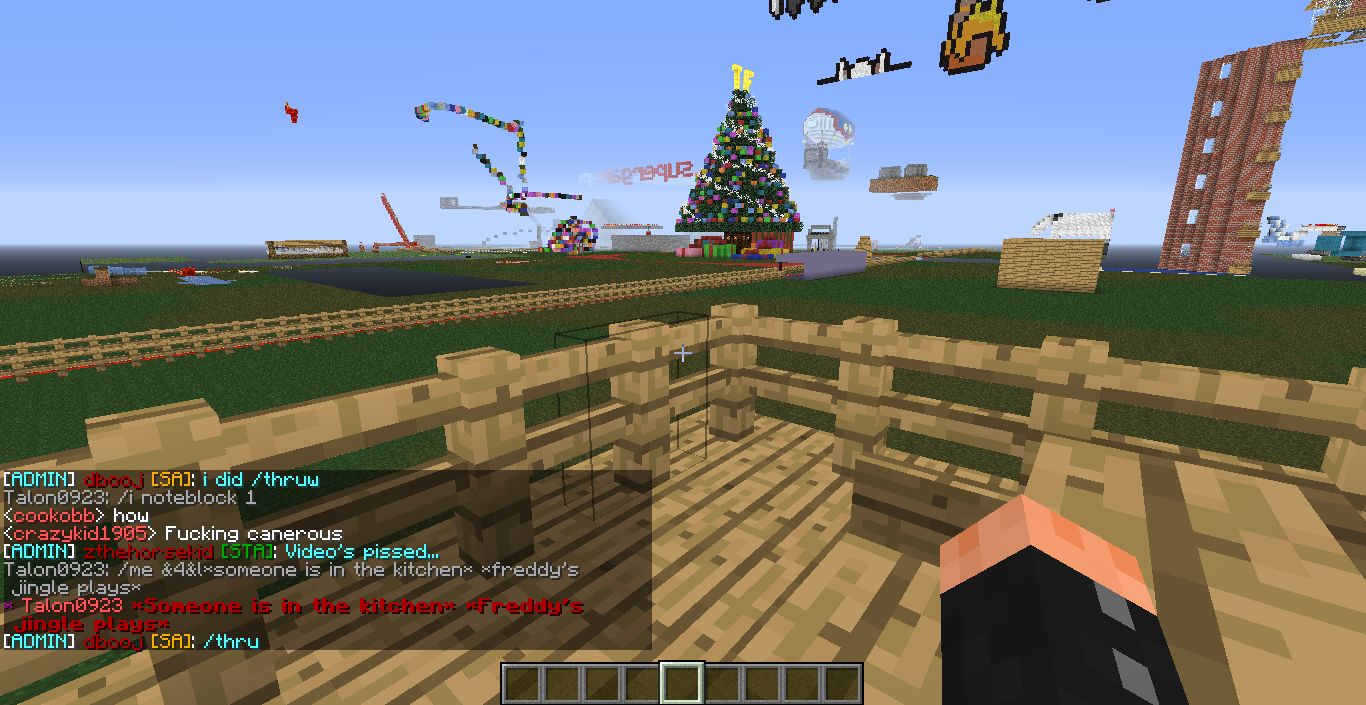 [ADMIN] dbooj [SA]: i did /thruw
Talon0923: /i noteblock 1
<cookobb> how
<crazykid1905> Fucking canerous
[ADMIN] zthehorsekid [STA]: Video's pissed...
Talon0923: /me &4&l*someone is in the kitchen* *freddy's
jingle plays*
* Talon0923 *Someone is in the kitchen* *Freddy's
jingle plays*
[ADMIN] dbooj [SA]: /thru